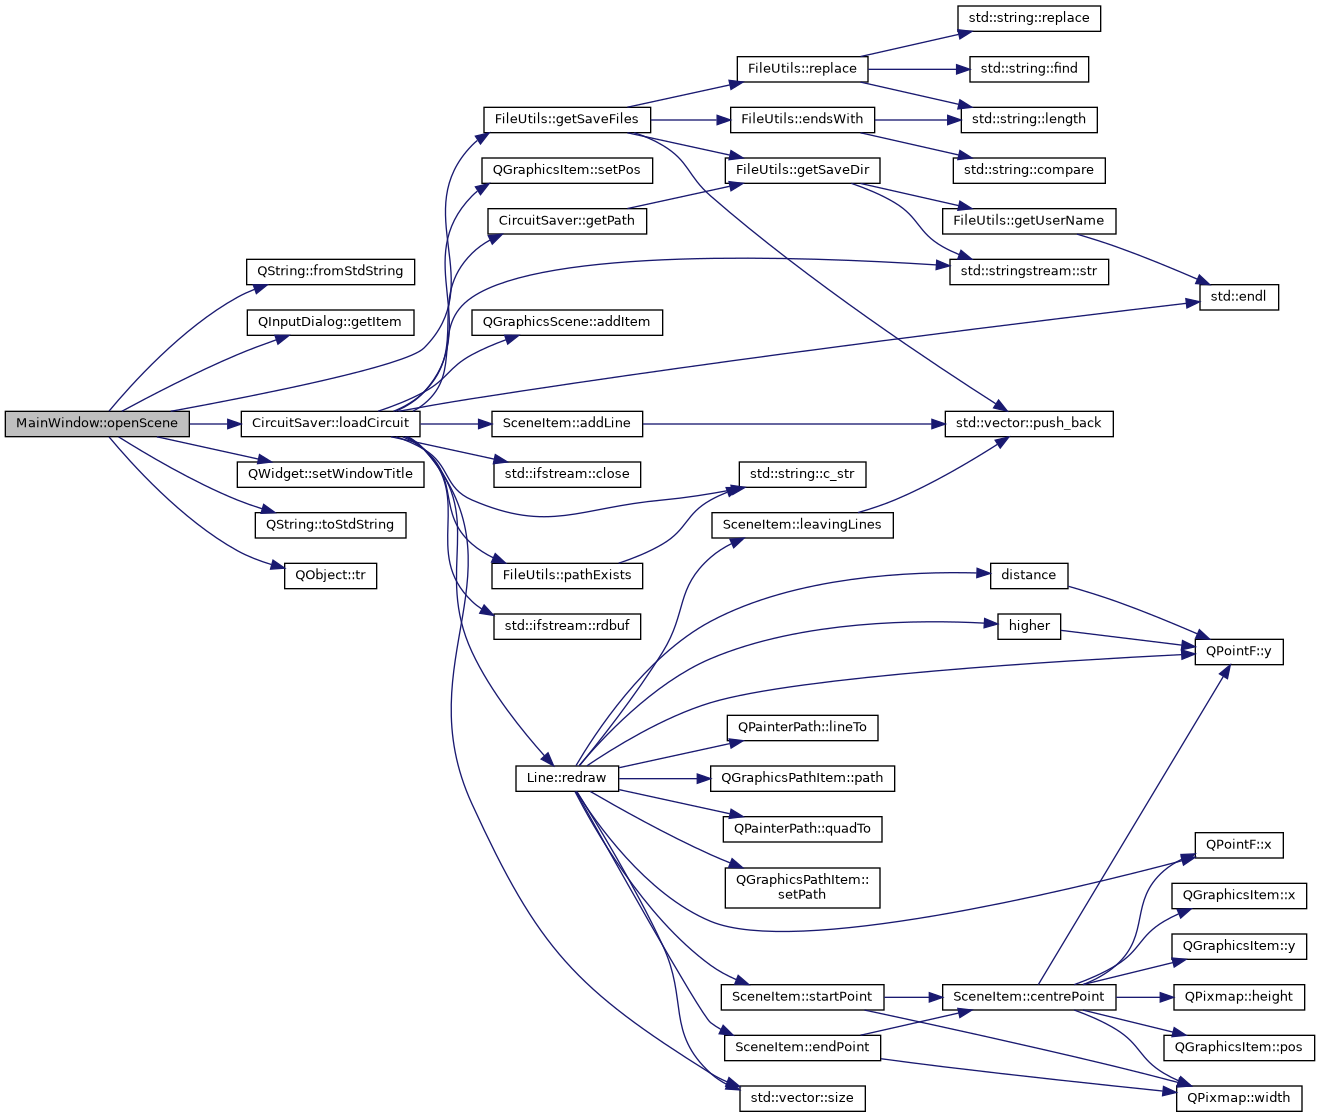 std::string::replace
FileUtils::replace
std::string::find
FileUtils::getSaveFiles
FileUtils::endsWith
std::string::length
QGraphicsItem::setPos
FileUtils::getSaveDir
std::string::compare
CircuitSaver::getPath
FileUtils::getUserName
QString::fromStdString
std::stringstream::str
std::endl
QInputDialog::getItem
QGraphicsScene::addItem
MainWindow::openScene
CircuitSaver::loadCircuit
SceneItem::addLine
std::vector::push_back
QWidget::setWindowTitle
std::ifstream::close
std::string::c_str
QString::toStdString
SceneItem::leavingLines
QObject::tr
FileUtils::pathExists
distance
std::ifstream::rdbuf
higher
QPointF::y
QPainterPath::lineTo
Line::redraw
QGraphicsPathItem::path
QPainterPath::quadTo
QPointF::x
QGraphicsPathItem::
setPath
QGraphicsItem::x
QGraphicsItem::y
SceneItem::startPoint
SceneItem::centrePoint
QPixmap::height
SceneItem::endPoint
QGraphicsItem::pos
std::vector::size
QPixmap::width